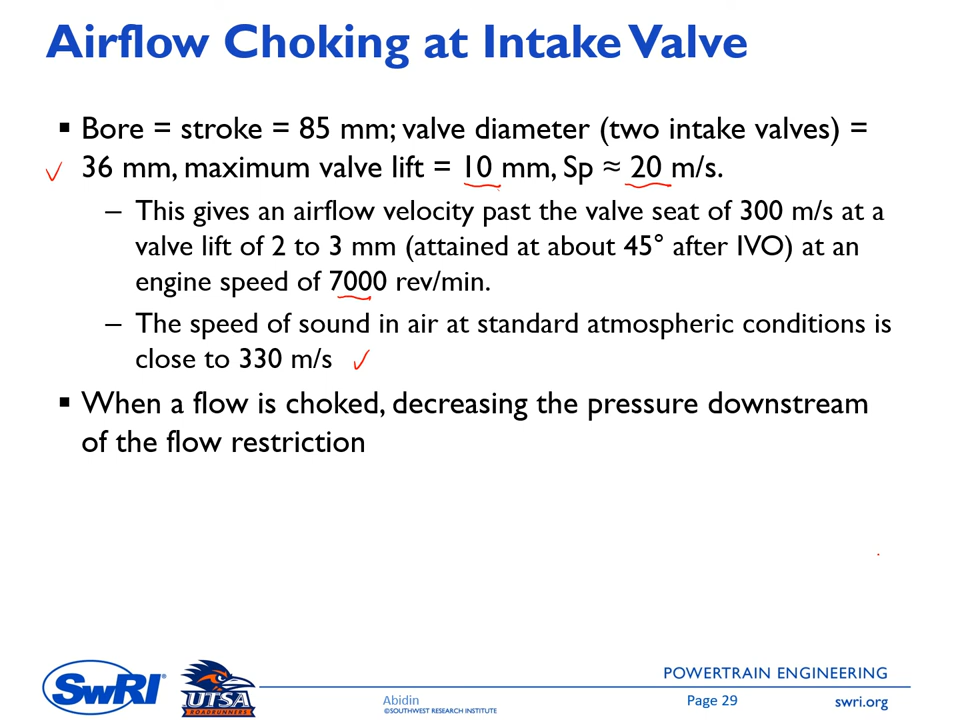 Airflow Choking at Intake Valve
▪ Bore = stroke = 85 mm; valve diameter (two intake valves) =
36 mm, maximum valve lift = 10 mm, Sp ≈ 20 m/s.
– This gives an airflow velocity past the valve seat of 300 m/s at a
valve lift of 2 to 3 mm (attained at about 45° after IVO) at an
engine speed of 7000 rev/min.
– The speed of sound in air at standard atmospheric conditions is
close to 330 m/s
▪ When a flow is choked, decreasing the pressure downstream
of the flow restriction
POWERTRAIN ENGINEERING
SwRI®
UTSA
ROADRUNNERS
Abidin
©SOUTHWEST RESEARCH INSTITUTE
Page 29
swri.org